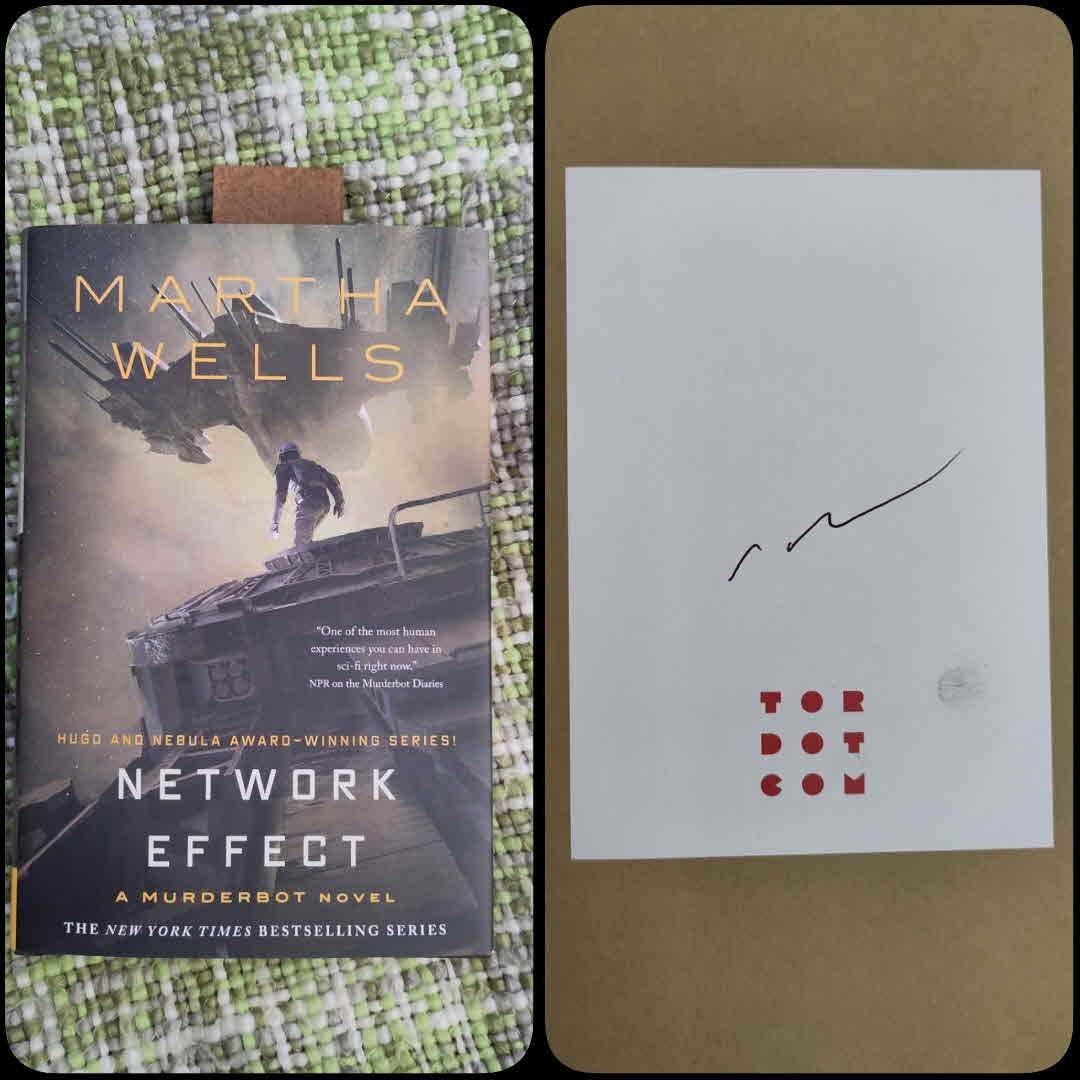 MARTHA
WELLS
"One of the most human
experiences you can have in
sci-fi right now."
NPR on the Murderbot Diaries
HUGO AND NEBULA AWARD–WINNING SERIES!
NETWORK
EFFECT
A MURDERBOT NOVEL
THE NEW YORK TIMES BESTSELLING SERIES
TOR
DOT
COM